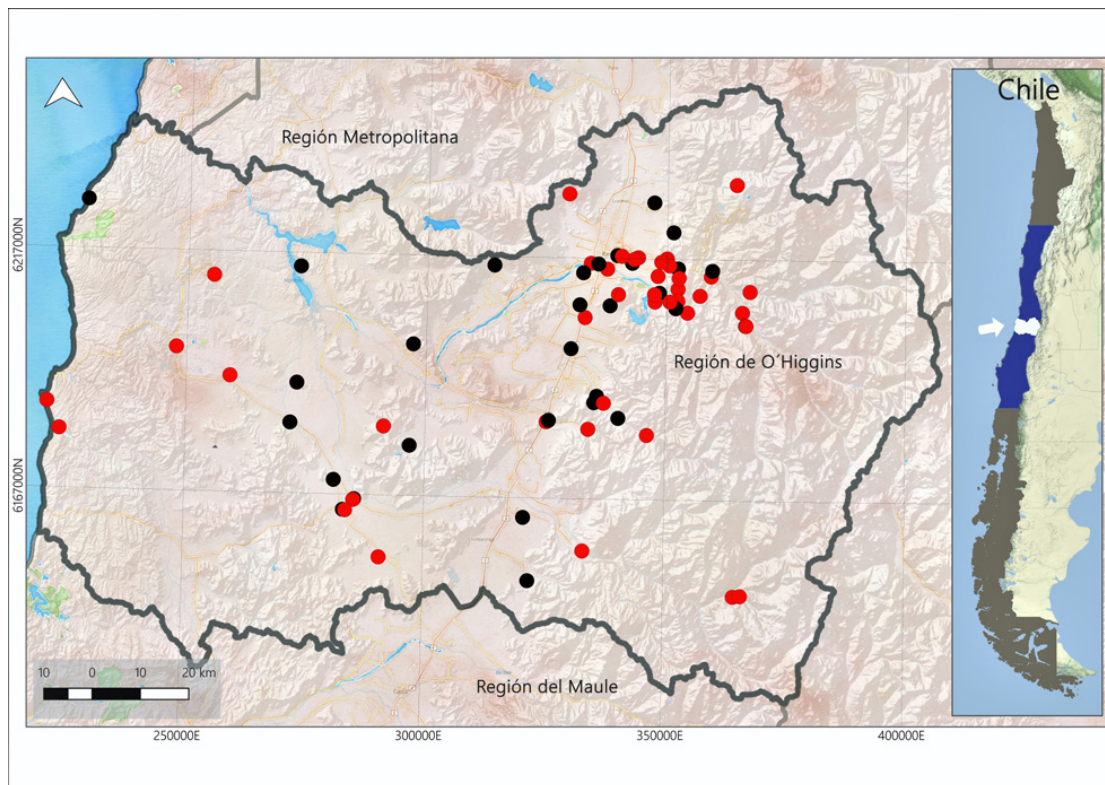 Chile
Región Metropolitana
6217000N
Región de O´Higgins
6167000N
10 0 10 20 km
Región del Maule
250000E 300000E 350000E 400000E